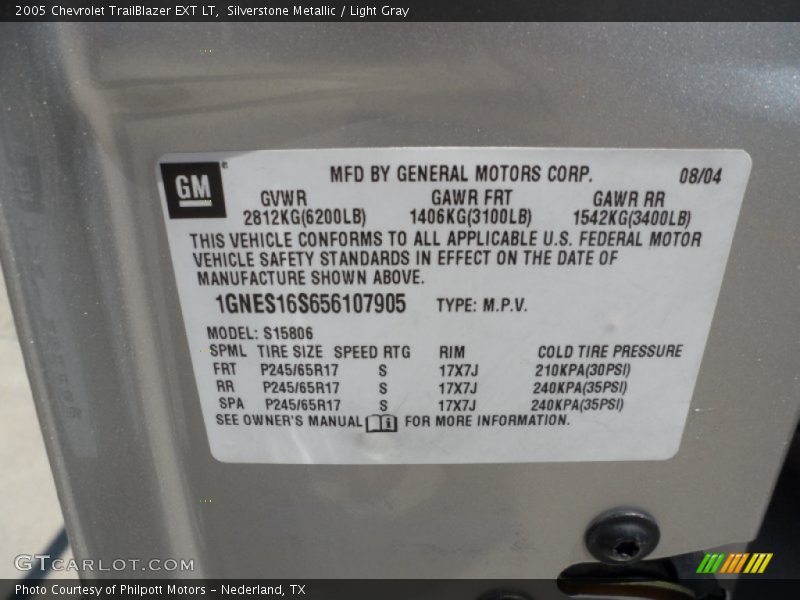 2005 Chevrolet TrailBlazer EXT LT,  Silverstone Metallic / Light Gray
GM ®
MFD BY GENERAL MOTORS CORP. 08/04
GVWR GAWR FRT GAWR RR
2812KG(6200LB) 1406KG(3100LB) 1542KG(3400LB)
THIS VEHICLE CONFORMS TO ALL APPLICABLE U.S. FEDERAL MOTOR
VEHICLE SAFETY STANDARDS IN EFFECT ON THE DATE OF
MANUFACTURE SHOWN ABOVE.
1GNES16S656107905 TYPE: M.P.V.
MODEL: S15806
SPML TIRE SIZE SPEED RTG RIM COLD TIRE PRESSURE
FRT P245/65R17 S 17X7J 210KPA(30PSI)
RR P245/65R17 S 17X7J 240KPA(35PSI)
SPA P245/65R17 S 17X7J 240KPA(35PSI)
SEE OWNER'S MANUAL FOR MORE INFORMATION.
GTCARLOT.COM
Photo Courtesy of Philpott Motors - Nederland, TX